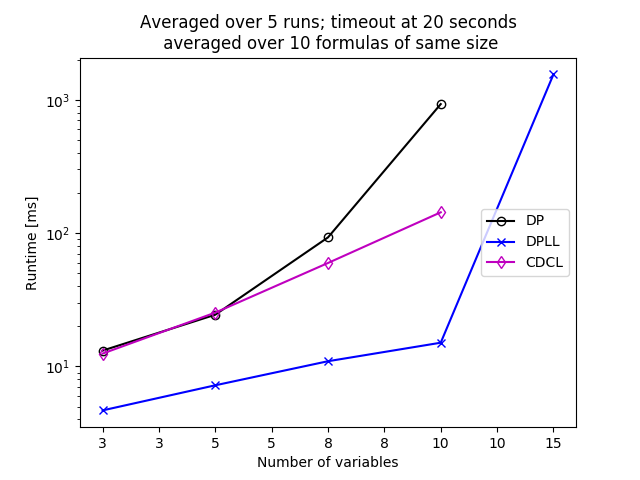 Averaged over 5 runs; timeout at 20 seconds
averaged over 10 formulas of same size
10³
10²
10¹
Runtime [ms]
DP
DPLL
CDCL
3 3 5 5 8 8 10 10 15
Number of variables